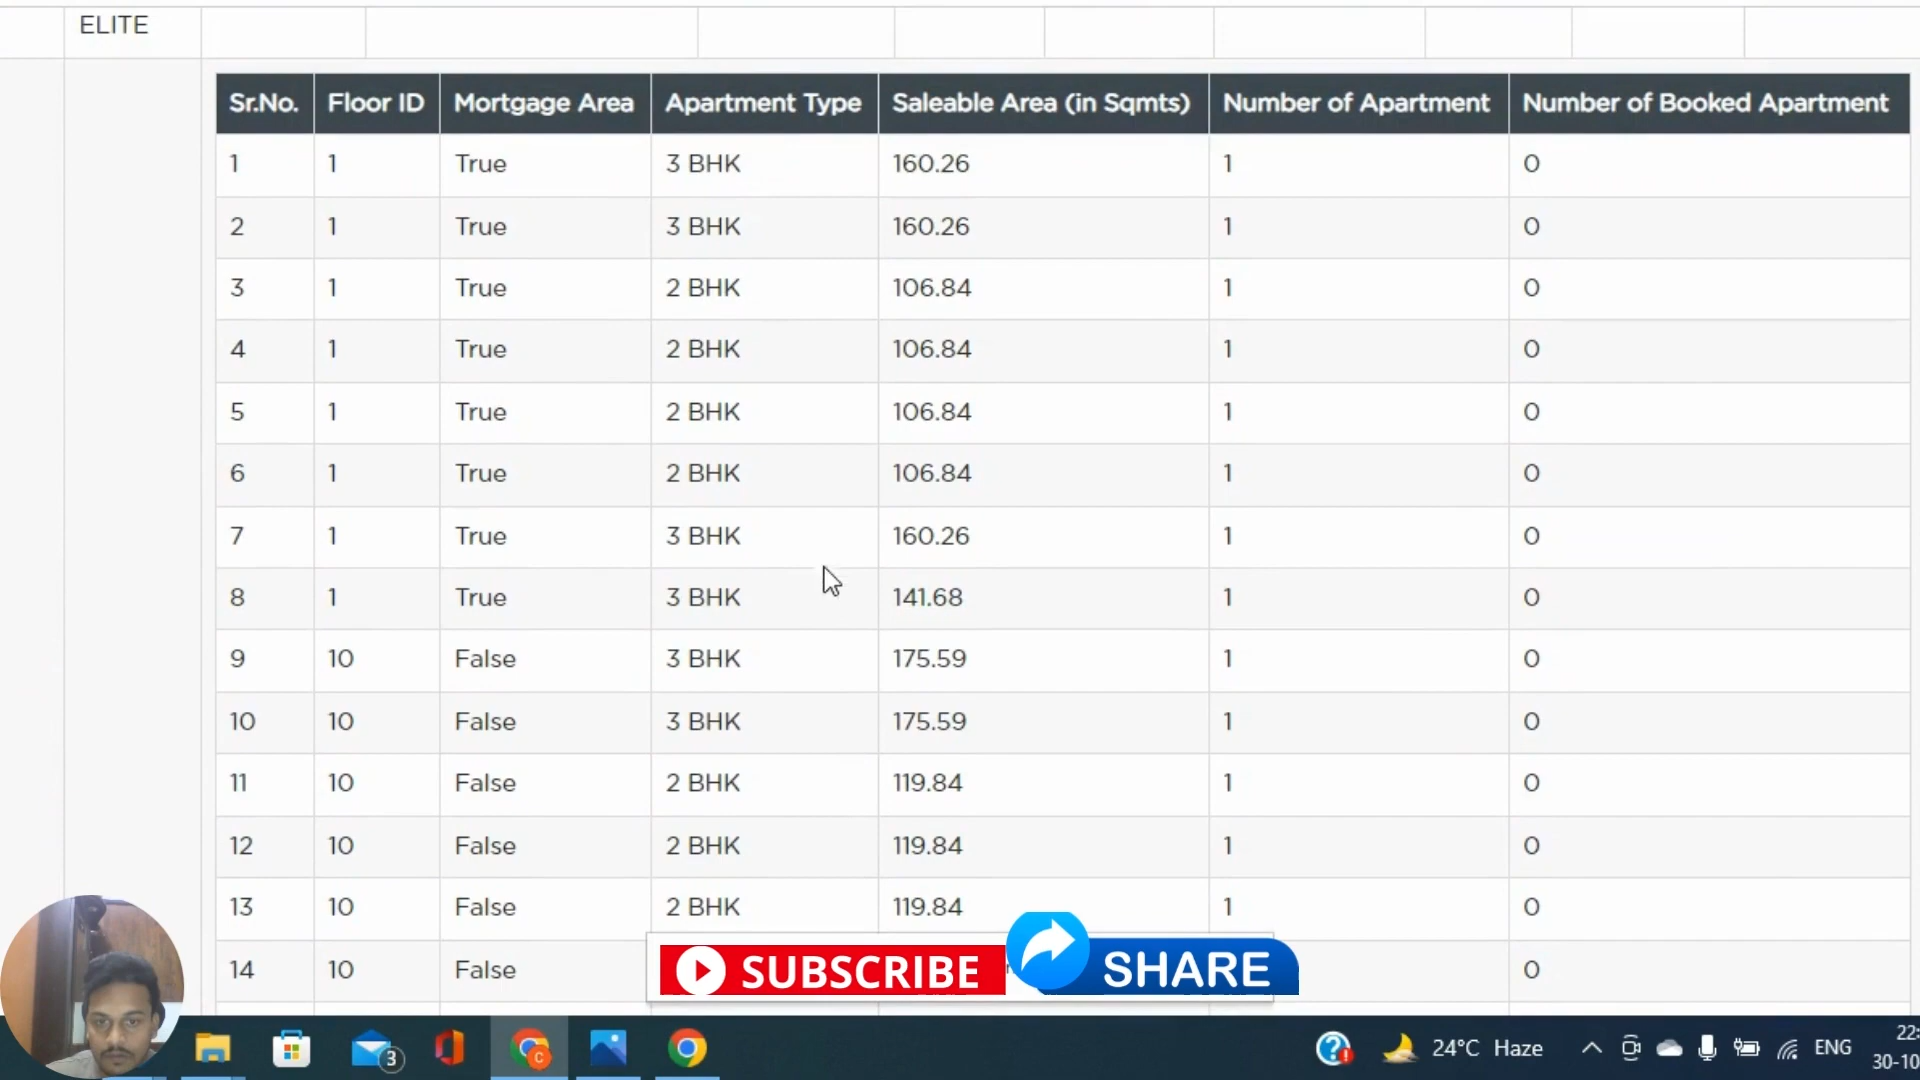 ELITE
Sr.No. Floor ID Mortgage Area Apartment Type Saleable Area (in Sqmts) Number of Apartment Number of Booked Apartment
1 1 True 3 BHK 160.26 1 0
2 1 True 3 BHK 160.26 1 0
3 1 True 2 BHK 106.84 1 0
4 1 True 2 BHK 106.84 1 0
5 1 True 2 BHK 106.84 1 0
6 1 True 2 BHK 106.84 1 0
7 1 True 3 BHK 160.26 1 0
8 1 True 3 BHK 141.68 1 0
9 10 False 3 BHK 175.59 1 0
10 10 False 3 BHK 175.59 1 0
11 10 False 2 BHK 119.84 1 0
12 10 False 2 BHK 119.84 1 0
13 10 False 2 BHK 119.84 1 0
14 10 False 0
SUBSCRIBE SHARE
3 24°C Haze ENG